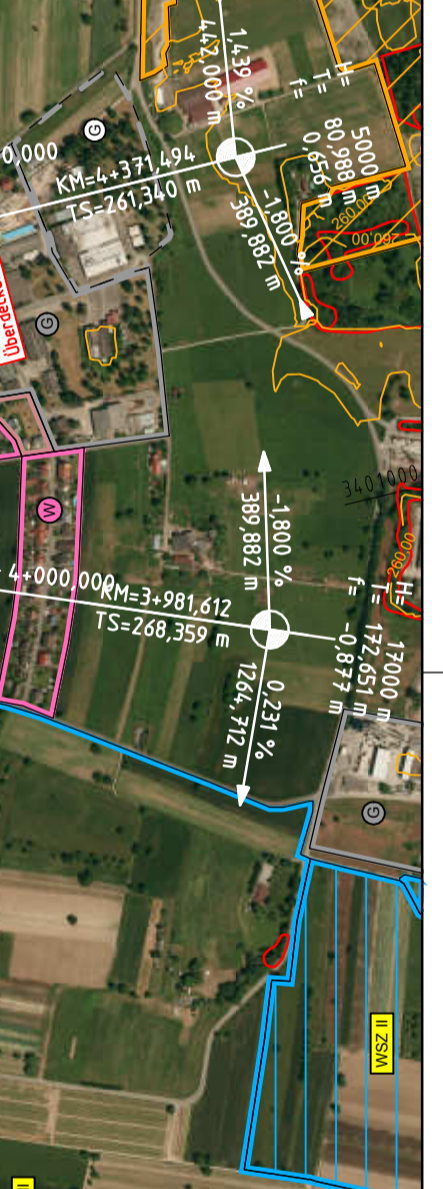 1,439 %
442,000 m
H= 5000 m
T= 80,988 m
f= 0,656 m
G
0,000
KM=4+371,494
TS=261,340 m
-1,800 %
389,882 m
260,00
260,00
Überdeck
G
W
3401000
-1,800 %
389,882 m
260,00
4+000,000
KM=3+981,612
TS=268,359 m
H= 17000 m
T= 172,651 m
f= -0,877 m
0,231 %
1264,712 m
G
WSZ II